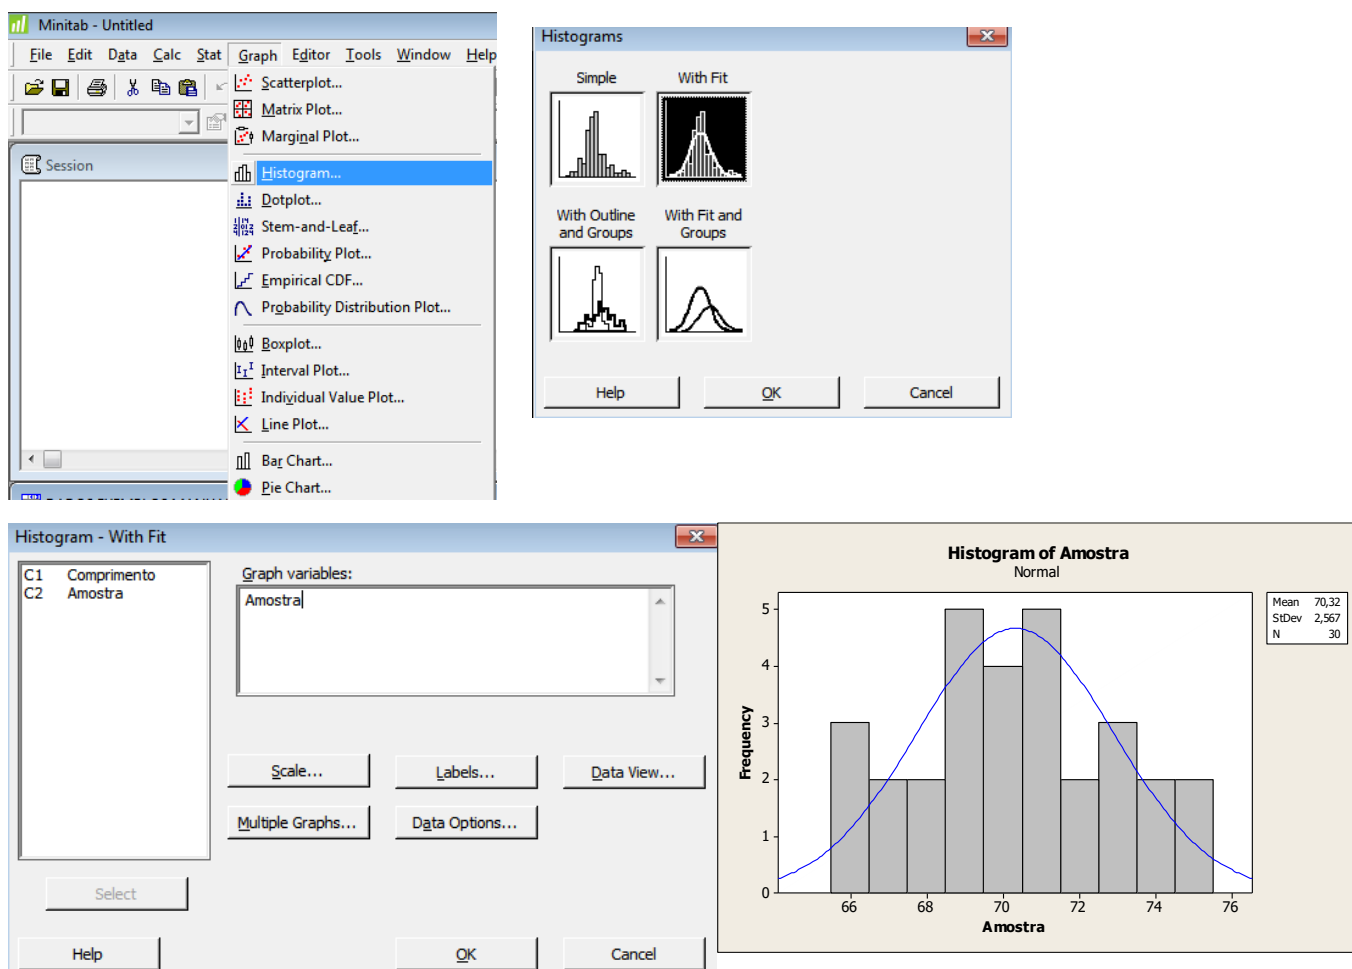 Minitab - Untitled
File Edit Data Calc Stat Graph Editor Tools Window Help
Scatterplot...
Matrix Plot...
Marginal Plot...
Session
Histogram...
Dotplot...
Stem-and-Leaf...
Probability Plot...
Empirical CDF...
Probability Distribution Plot...
Boxplot...
Interval Plot...
Individual Value Plot...
Line Plot...
Bar Chart...
Pie Chart...
Histograms
Simple With Fit
With Outline and Groups
With Fit and Groups
Help OK Cancel
Histogram - With Fit
C1 Comprimento
C2 Amostra
Graph variables:
Amostra
Scale... Labels... Data View...
Multiple Graphs... Data Options...
Select
Help OK Cancel
Histogram of Amostra
Normal
Mean 70,32
StDev 2,567
N 30
Frequency
5
4
3
2
1
0
66 68 70 72 74 76
Amostra